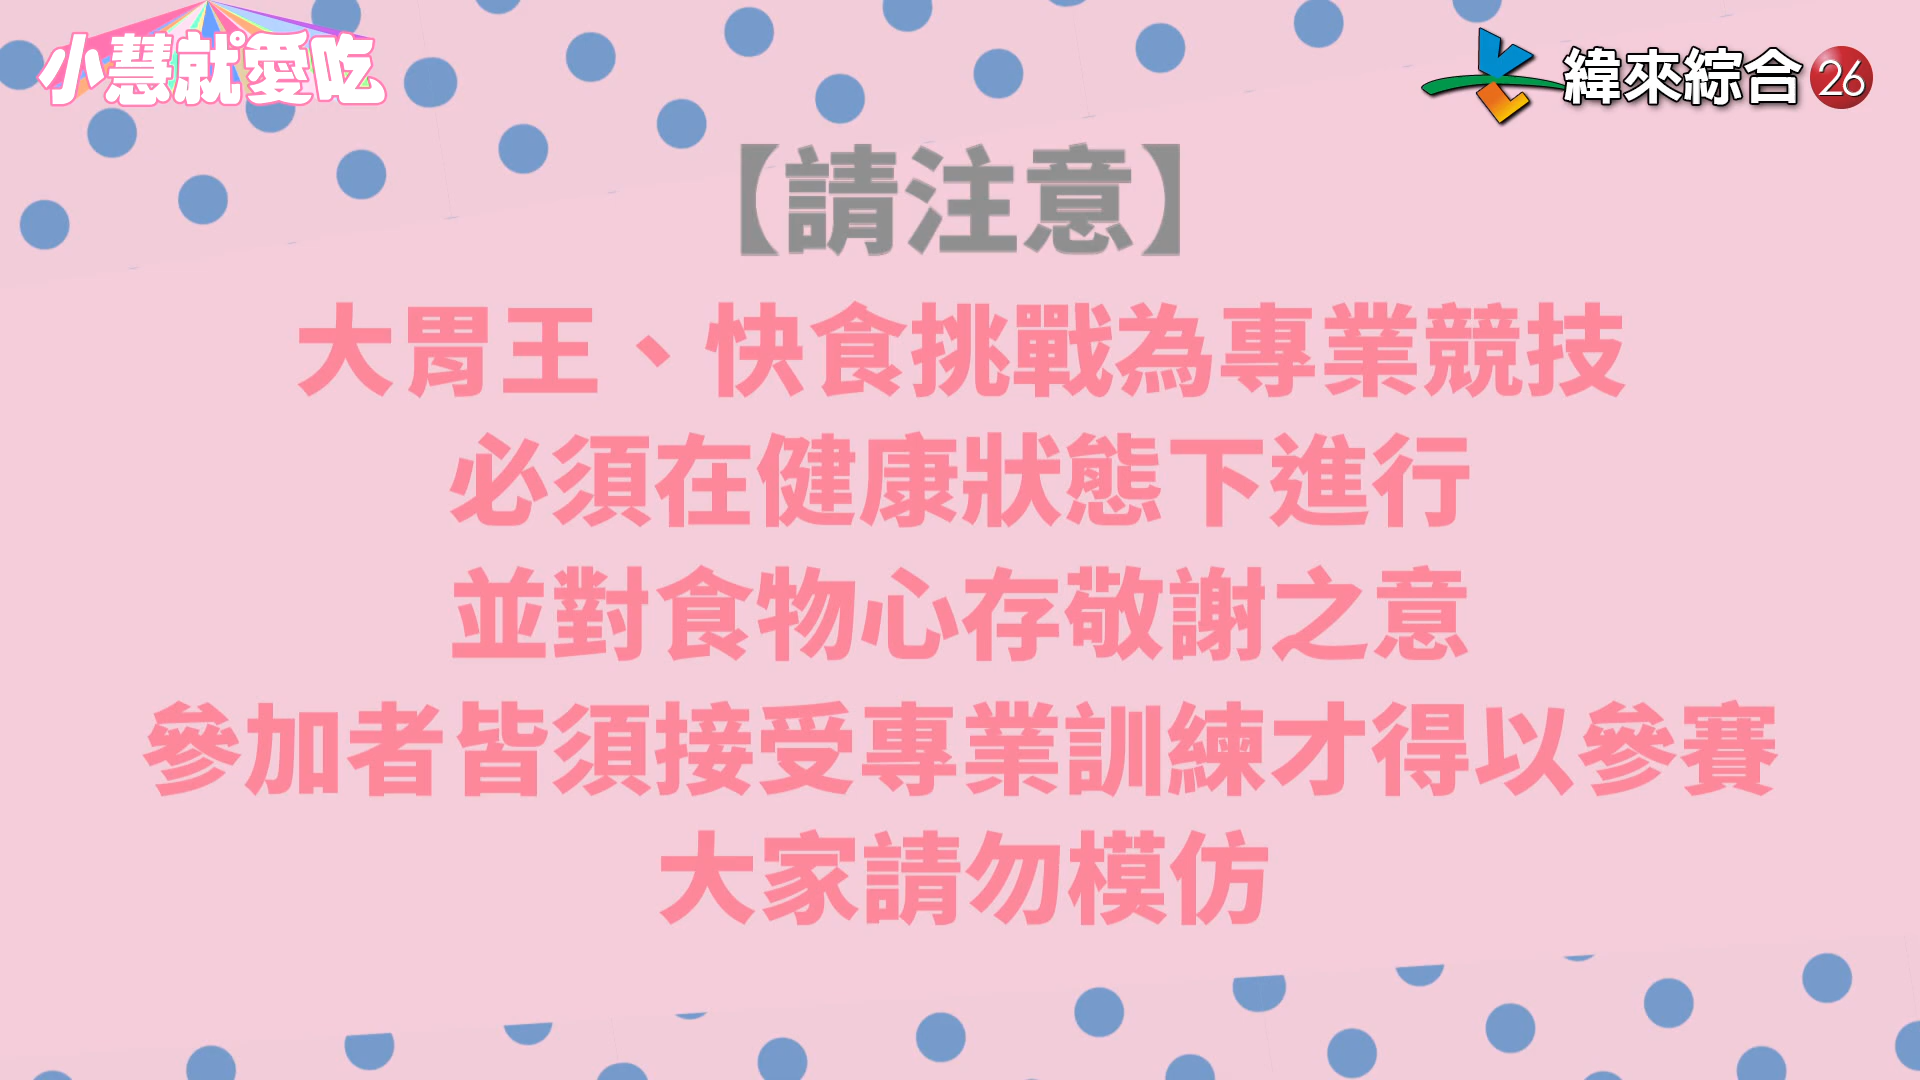 小慧就愛吃
緯來綜合 26
【請注意】
大胃王、快食挑戰為專業競技
必須在健康狀態下進行
並對食物心存敬謝之意
參加者皆須接受專業訓練才得以參賽
大家請勿模仿